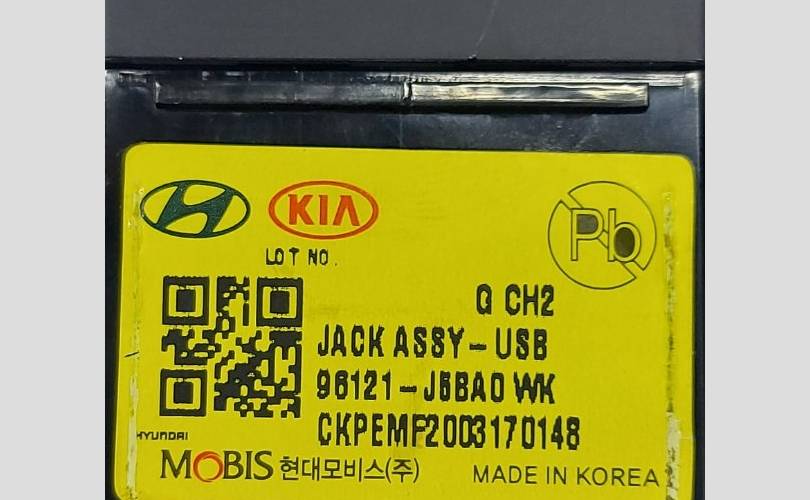 KIA
Pb
LOT NO.
Q CH2
JACK ASSY-USB
96121-J5BA0 WK
CKPEMF2003170148
HYUNDAI
MOBIS 현대모비스(주) MADE IN KOREA